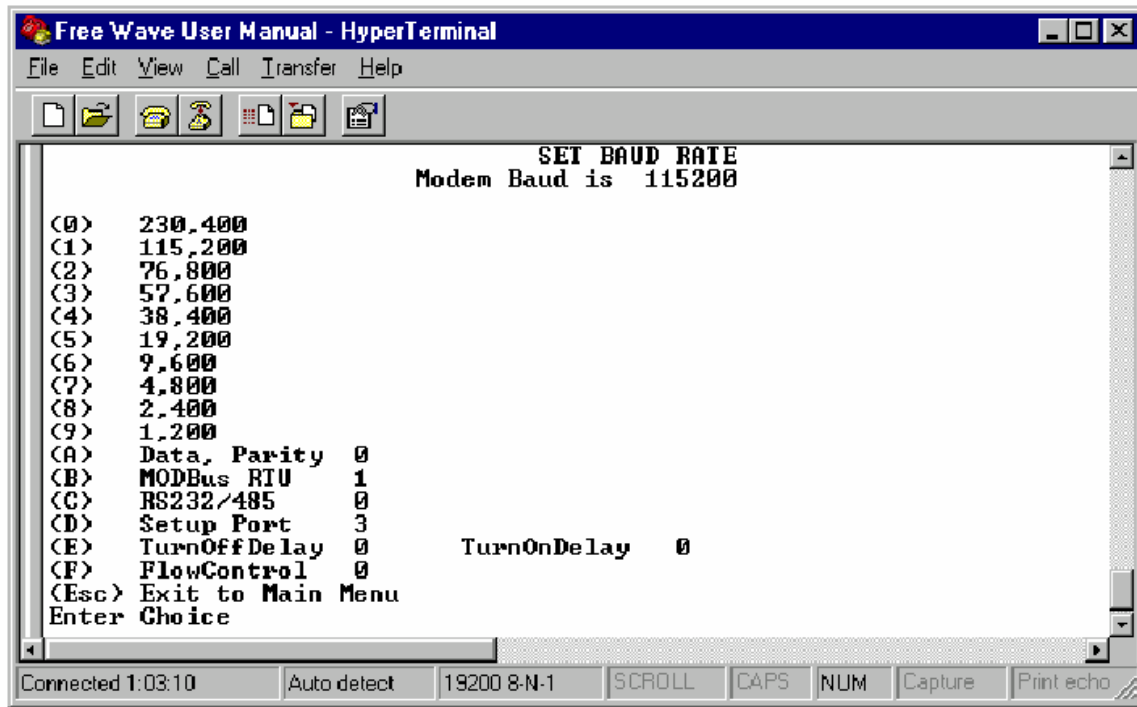 Free Wave User Manual - HyperTerminal
File Edit View Call Transfer Help
SET BAUD RATE
Modem Baud is 115200
(0) 230,400
(1) 115,200
(2) 76,800
(3) 57,600
(4) 38,400
(5) 19,200
(6) 9,600
(7) 4,800
(8) 2,400
(9) 1,200
(A) Data, Parity 0
(B) MODBus RTU 1
(C) RS232/485 0
(D) Setup Port 3
(E) TurnOffDelay 0 TurnOnDelay 0
(F) FlowControl 0
(Esc) Exit to Main Menu
Enter Choice
Connected 1:03:10 Auto detect 19200 8-N-1 SCROLL CAPS NUM Capture Print echo